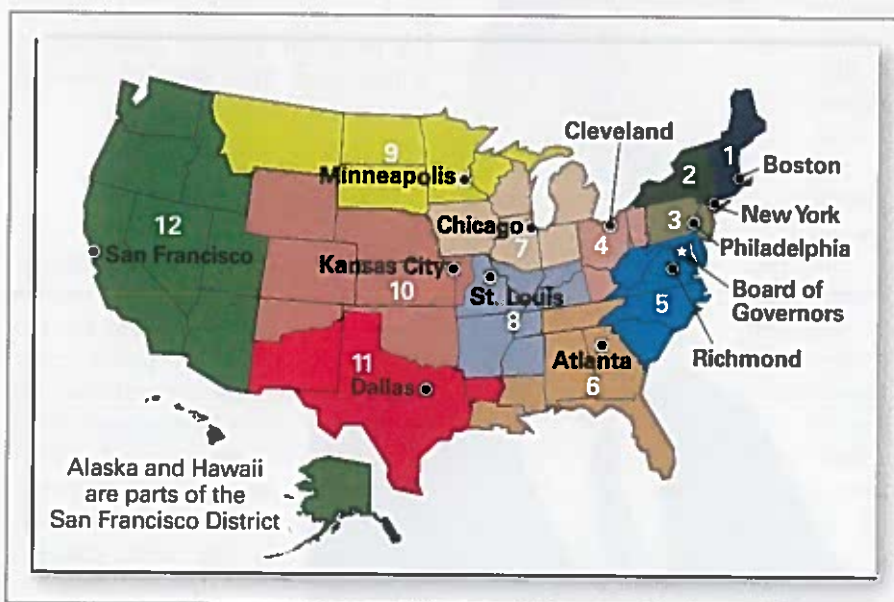 Cleveland
1
Boston
2
9
Minneapolis
New York
3
12
Chicago
Philadelphia
7
4
San Francisco
Kansas City
10
St. Louis
Board of
Governors
5
8
Richmond
Atlanta
11
Dallas
6
Alaska and Hawaii
are parts of the
San Francisco District